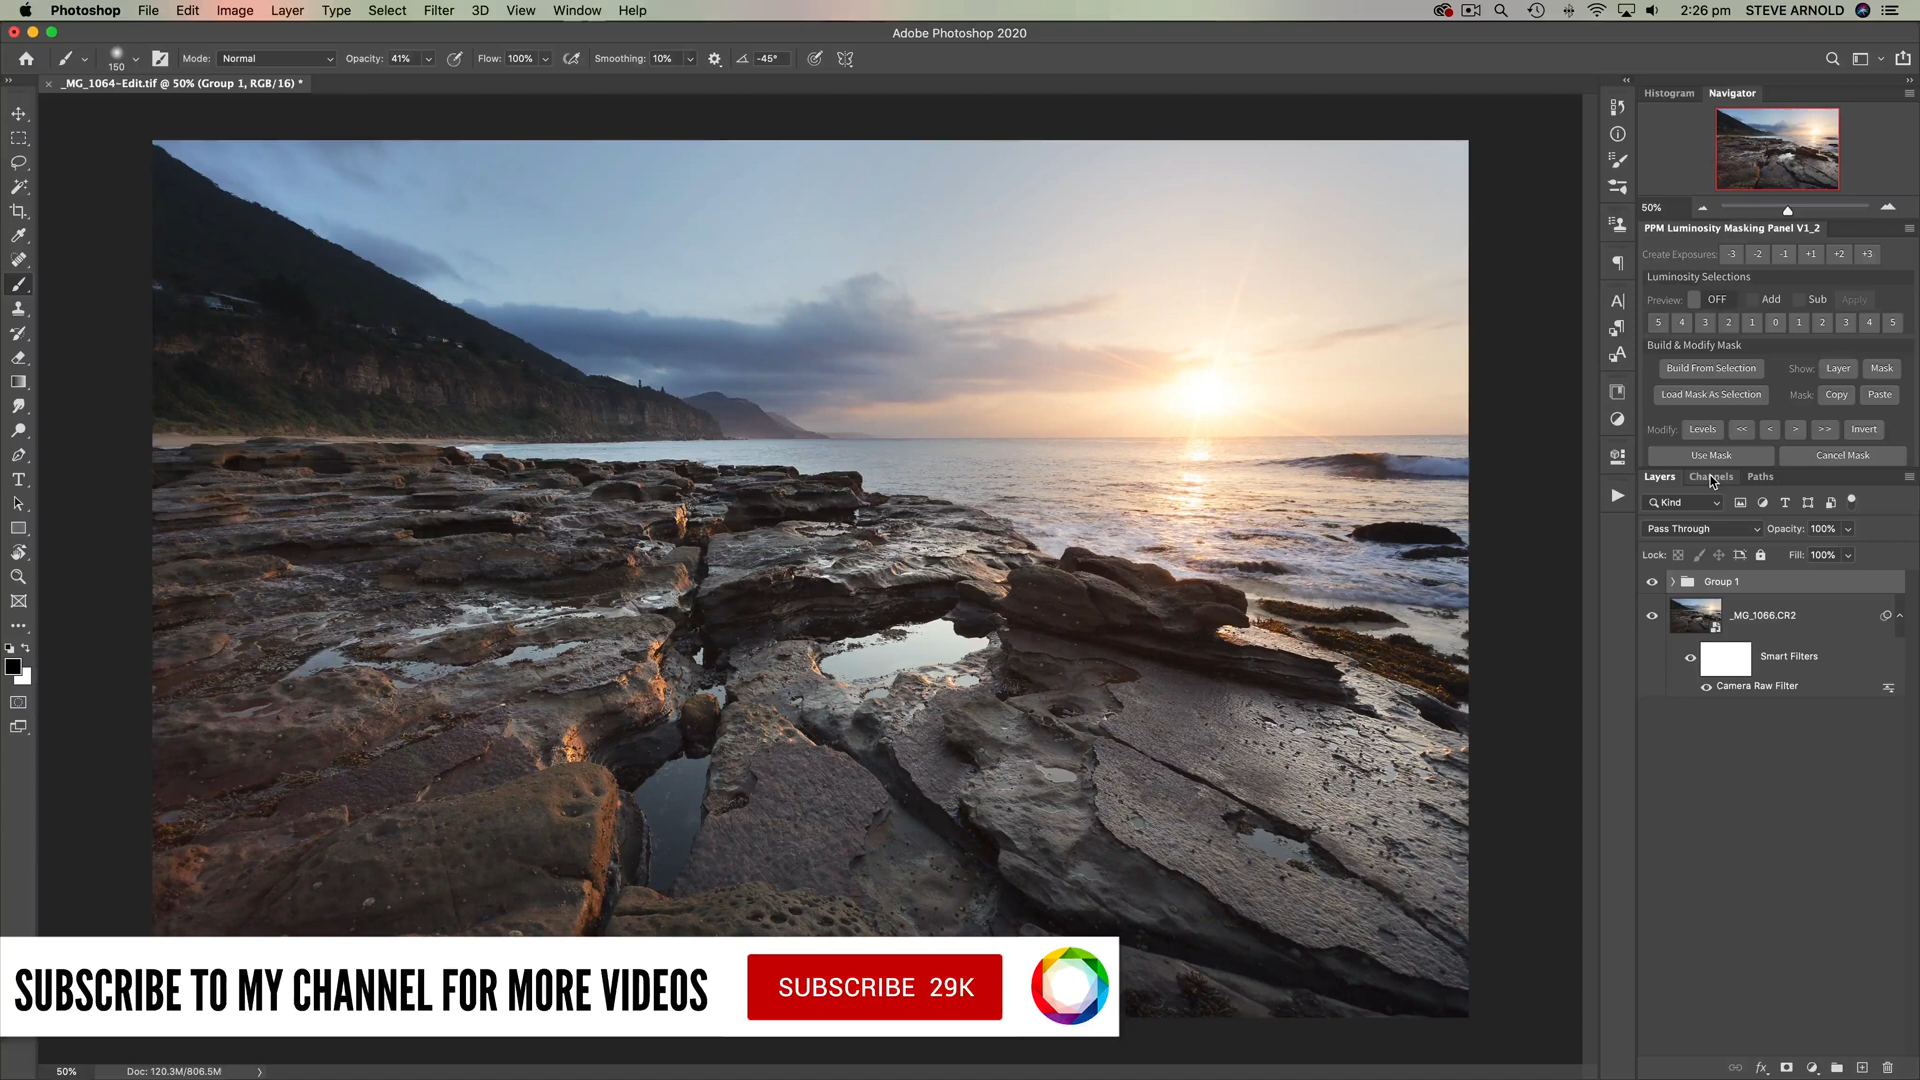 Photoshop File Edit Image Layer Type Select Filter 3D View Window Help 2:26 pm STEVE ARNOLD
Adobe Photoshop 2020
150 Mode: Normal Opacity: 41% Flow: 100% Smoothing: 10% -45°
_MG_1064-Edit.tif @ 50% (Group 1, RGB/16) *
Histogram Navigator
50%
PPM Luminosity Masking Panel V1_2
Create Exposures: -3 -2 -1 +1 +2 +3
Luminosity Selections
Preview: OFF Add Sub Apply
5 4 3 2 1 0 1 2 3 4 5
Build & Modify Mask
Build From Selection Show: Layer Mask
Load Mask As Selection Mask: Copy Paste
Modify: Levels << < > >> Invert
Use Mask Cancel Mask
Layers Channels Paths
Kind
Pass Through Opacity: 100%
Lock: Fill: 100%
Group 1
_MG_1066.CR2
Smart Filters
Camera Raw Filter
SUBSCRIBE TO MY CHANNEL FOR MORE VIDEOS SUBSCRIBE 29K
50% Doc: 120.3M/806.5M